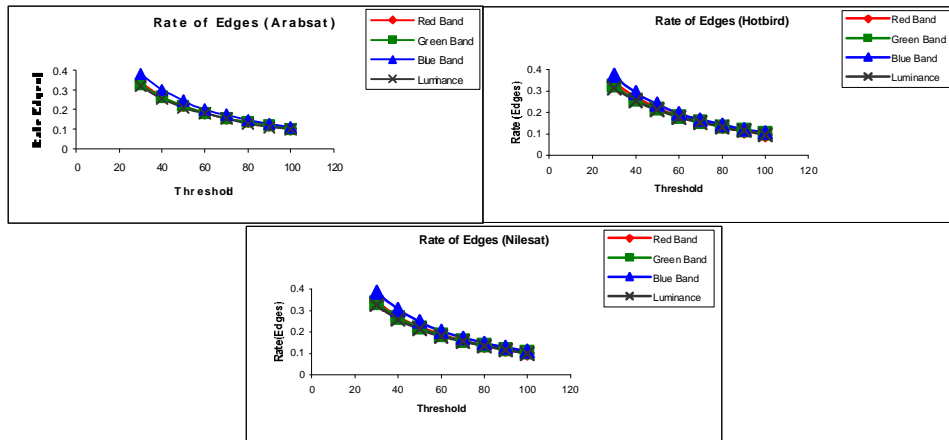 Rate of Edges (Arabsat)
Red Band
Green Band
Blue Band
Luminance
0.4
0.3
0.2
0.1
0
0 20 40 60 80 100 120
Threshold
Rate of Edges (Hotbird)
Red Band
Green Band
Blue Band
Luminance
Rate (Edges)
0.4
0.3
0.2
0.1
0
0 20 40 60 80 100 120
Threshold
Rate of Edges (Nilesat)
Red Band
Green Band
Blue Band
Luminance
Rate(Edges)
0.4
0.3
0.2
0.1
0
0 20 40 60 80 100 120
Threshold